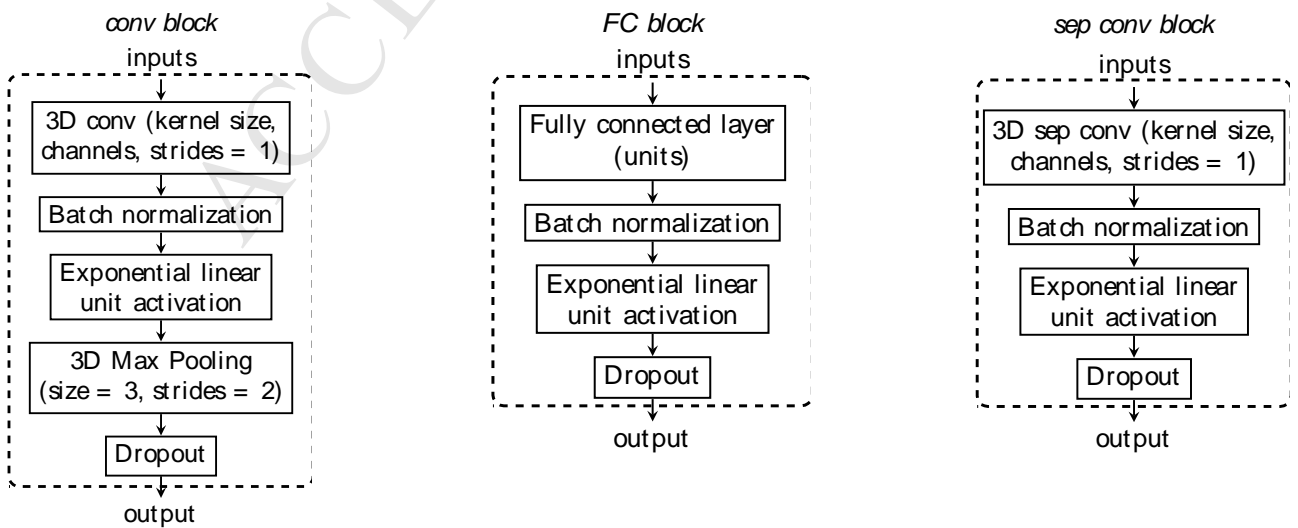 conv block
inputs
3D conv (kernel size,
channels, strides = 1)
Batch normalization
Exponential linear
unit activation
3D Max Pooling
(size = 3, strides = 2)
Dropout
output
FC block
inputs
Fully connected layer
(units)
Batch normalization
Exponential linear
unit activation
Dropout
output
sep conv block
inputs
3D sep conv (kernel size,
channels, strides = 1)
Batch normalization
Exponential linear
unit activation
Dropout
output